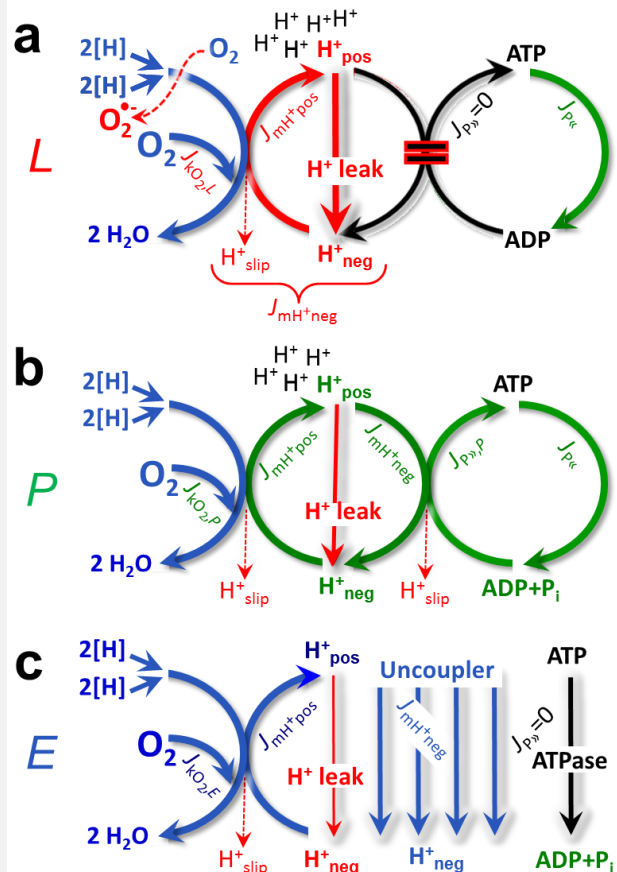 a
H⁺ H⁺ H⁺
H⁺ H⁺ H⁺pos
2[H]
2[H]
O₂
O₂•-
O₂
JkO₂,L
JmH⁺pos
L
H⁺ leak
2 H₂O
H⁺slip
H⁺neg
JmH⁺neg
ATP
JP»=0
JP«
ADP
b
H⁺ H⁺
H⁺ H⁺ H⁺pos
2[H]
2[H]
O₂
JkO₂,P
JmH⁺pos
JmH⁺neg
P
H⁺ leak
2 H₂O
H⁺slip
H⁺neg
H⁺slip
ATP
JP»,P
JP«
ADP+Pi
c
2[H]
2[H]
H⁺pos
O₂
JkO₂,E
JmH⁺pos
E
H⁺ leak
2 H₂O
H⁺slip
H⁺neg
Uncoupler
JmH⁺neg
H⁺neg
ATP
JP»=0
ATPase
ADP+Pi